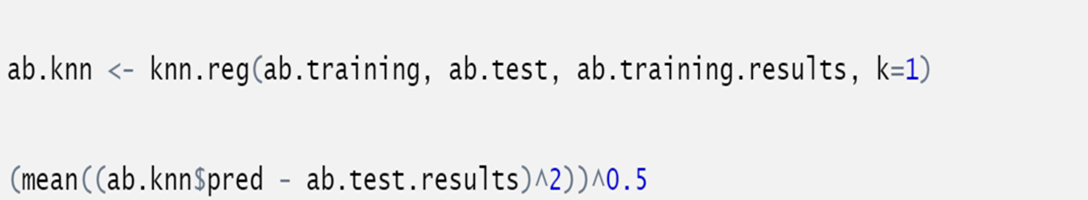 ab.knn <- knn.reg(ab.training, ab.test, ab.training.results, k=1)
(mean((ab.knn$pred - ab.test.results)^2))^0.5